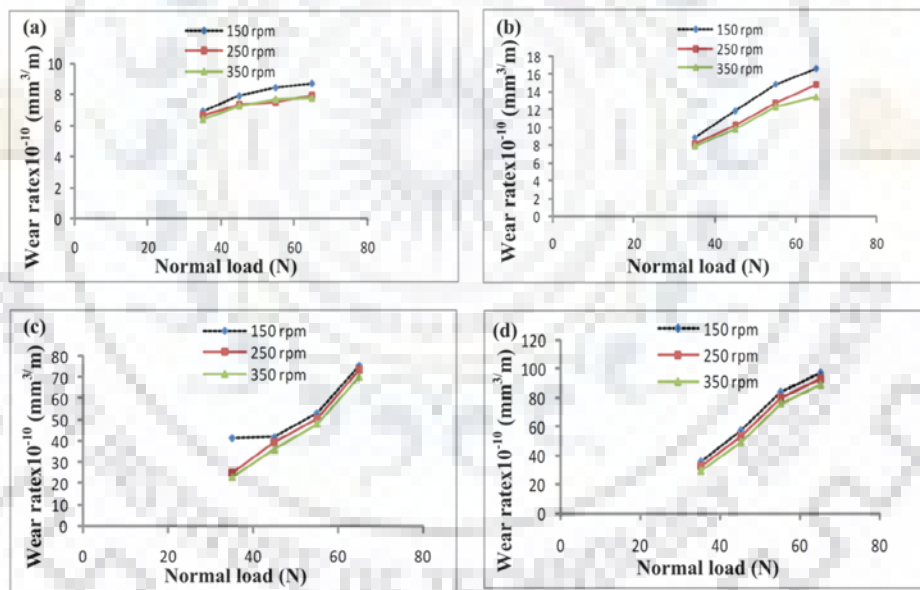 (a)
150 rpm
250 rpm
350 rpm
Wear ratex10⁻¹⁰ (mm³/m)
10
8
6
4
2
0
0 20 40 60 80
Normal load (N)
(b)
150 rpm
250 rpm
350 rpm
Wear ratex10⁻¹⁰ (mm³/m)
18
16
14
12
10
8
6
4
2
0
0 20 40 60 80
Normal load (N)
(c)
150 rpm
250 rpm
350 rpm
Wear ratex10⁻¹⁰ (mm³/m)
80
70
60
50
40
30
20
10
0
0 20 40 60 80
Normal load (N)
(d)
150 rpm
250 rpm
350 rpm
Wear ratex10⁻¹⁰ (mm³/m)
120
100
80
60
40
20
0
0 20 40 60 80
Normal load (N)